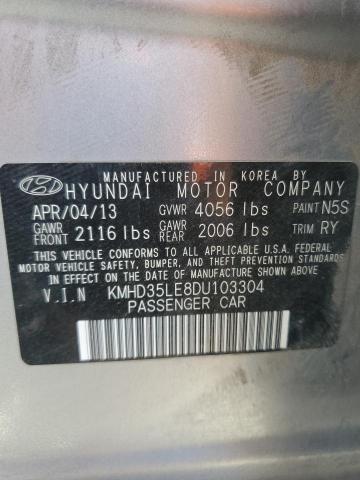 MANUFACTURED IN KOREA BY
HYUNDAI MOTOR COMPANY
APR/04/13 GVWR 4056 lbs PAINT N5S
GAWR FRONT 2116 lbs GAWR REAR 2006 lbs TRIM RY
THIS VEHICLE CONFORMS TO ALL APPLICABLE U.S.A. FEDERAL
MOTOR VEHICLE SAFETY, BUMPER, AND THEFT PREVENTION
STANDARDS IN EFFECT ON THE DATE OF MANUFACTURE SHOWN ABOVE.
V.I.N KMHD35LE8DU103304
PASSENGER CAR